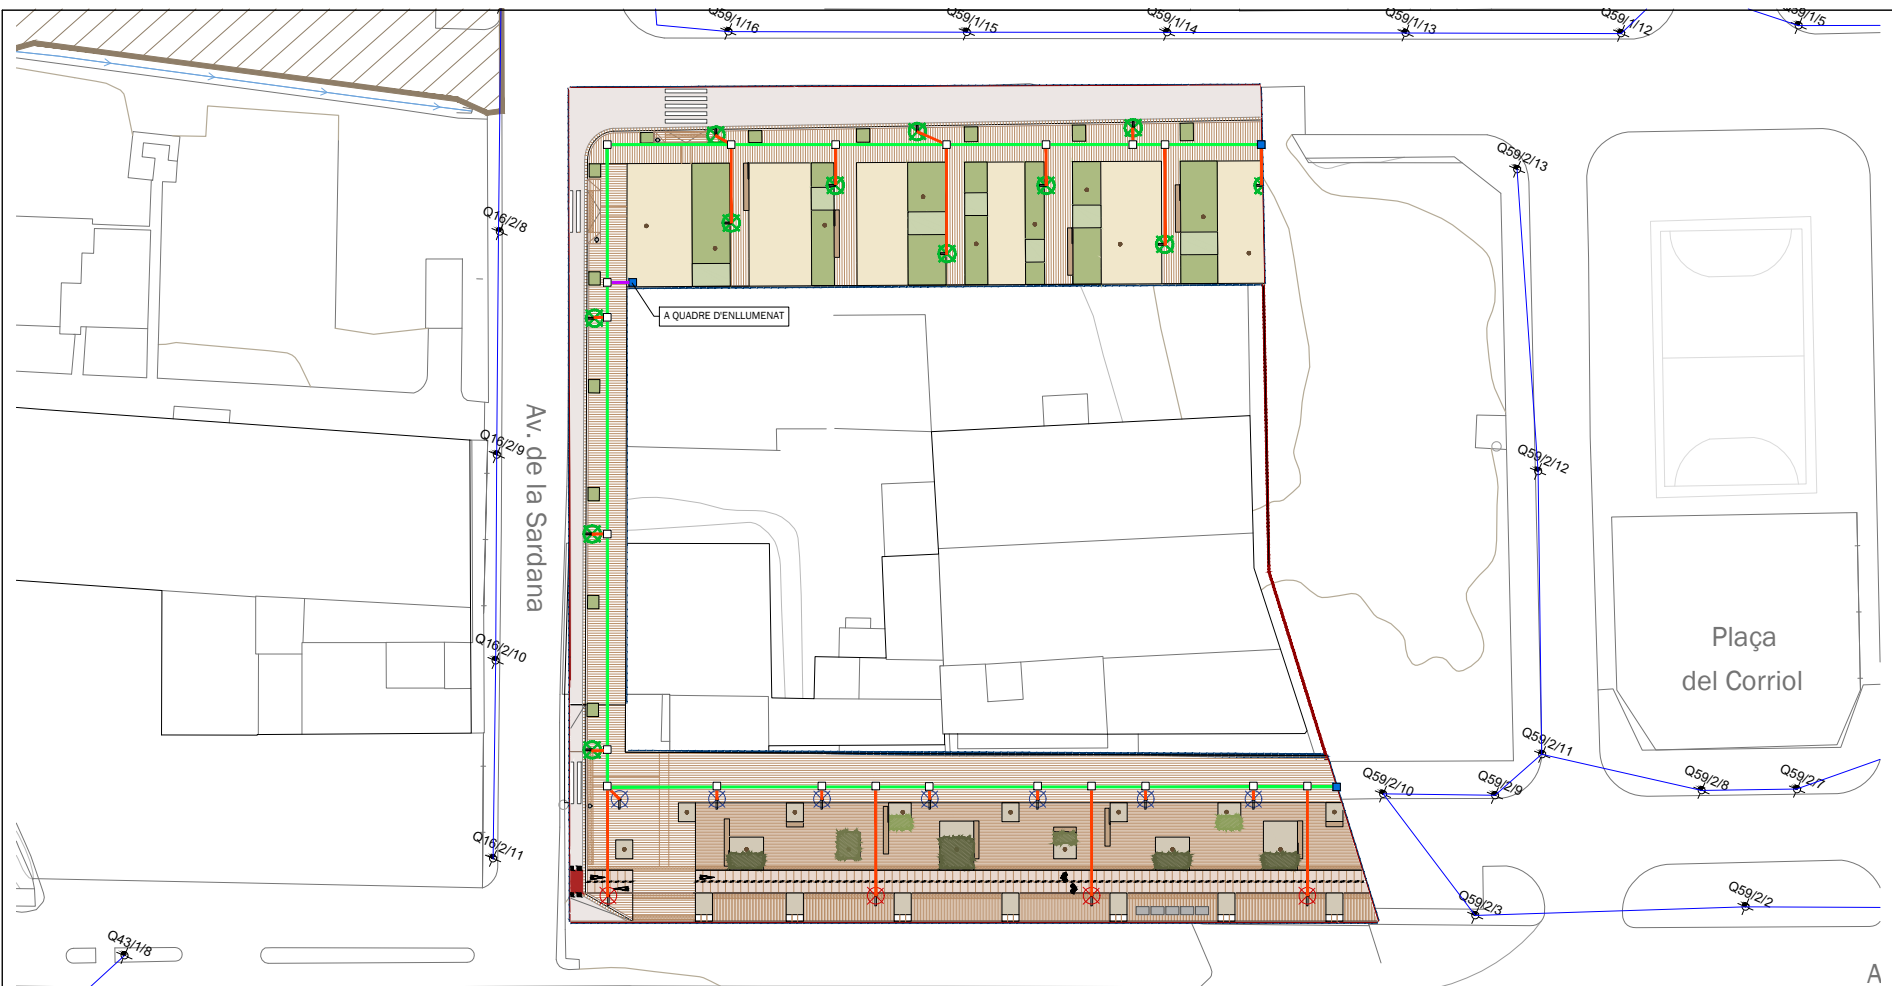 Q59/1/16
Q59/1/15
Q59/1/14
Q59/1/13
Q59/1/12
Q59/1/5
Q59/2/13
Q16/2/8
A QUADRE D'ENLLUMENAT
Av. de la Sardana
Q16/2/9
Q59/2/12
Q16/2/10
Plaça
del Corriol
Q59/2/11
Q59/2/10
Q59/2/9
Q59/2/8
Q59/2/7
Q16/2/11
Q59/2/3
Q59/2/2
Q43/1/8
A